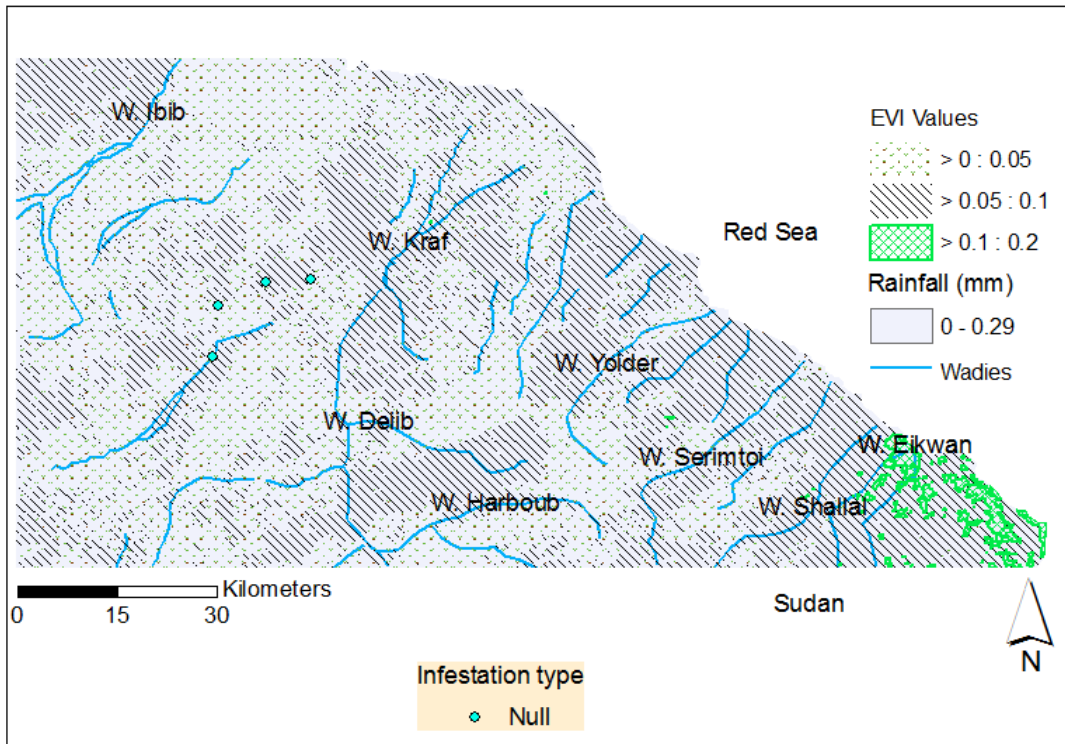 W. Ibib
W. Kraf
Red Sea
W. Yoider
W. Delib
W. Serimtoi
W. Eikwan
W. Harboub
W. Shallal
EVI Values
> 0 : 0.05
> 0.05 : 0.1
> 0.1 : 0.2
Rainfall (mm)
0 - 0.29
Wadies
Kilometers
0 15 30
Sudan
N
Infestation type
Null